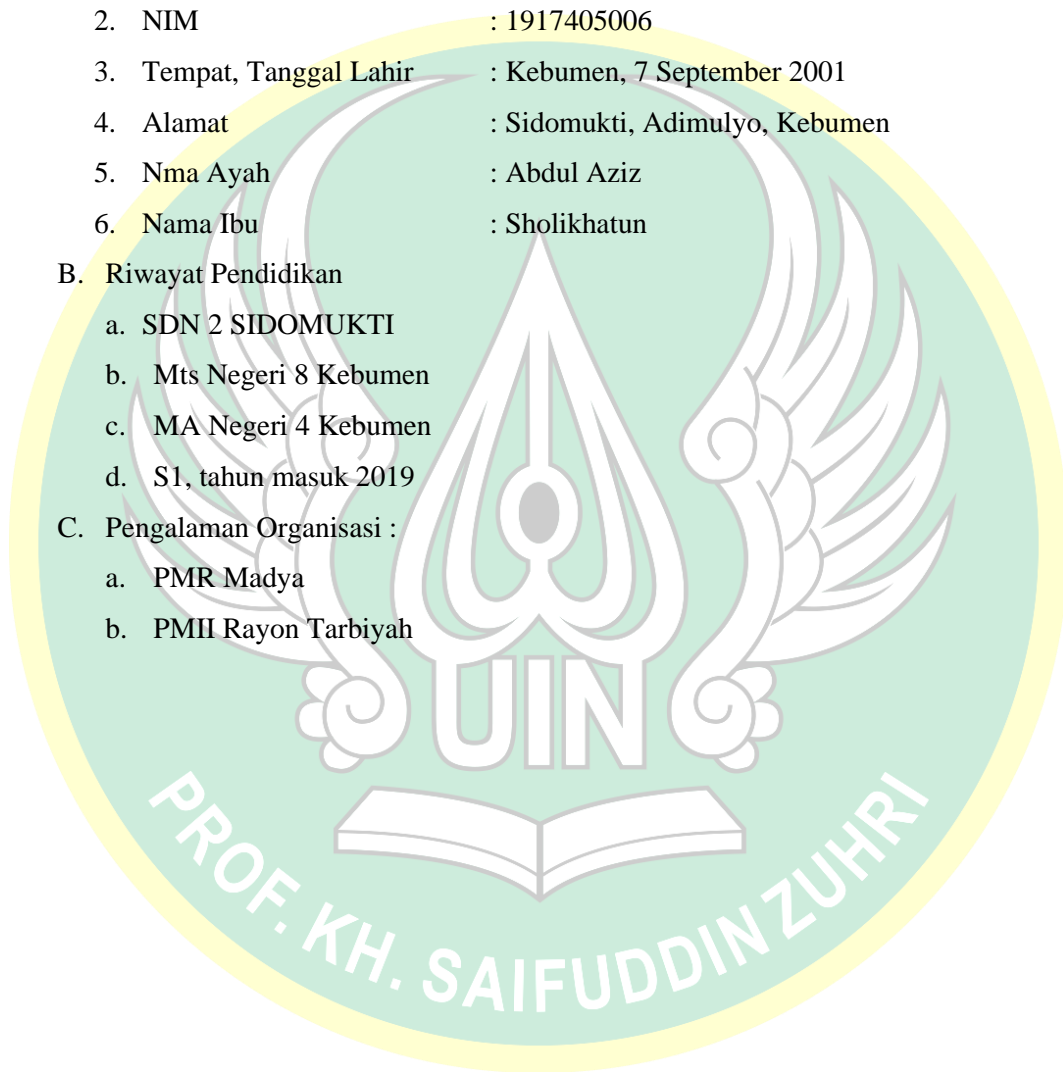 2. NIM : 1917405006
3. Tempat, Tanggal Lahir : Kebumen, 7 September 2001
4. Alamat : Sidomukti, Adimulyo, Kebumen
5. Nma Ayah : Abdul Aziz
6. Nama Ibu : Sholikhatun
B. Riwayat Pendidikan
a. SDN 2 SIDOMUKTI
b. Mts Negeri 8 Kebumen
c. MA Negeri 4 Kebumen
d. S1, tahun masuk 2019
C. Pengalaman Organisasi :
a. PMR Madya
b. PMII Rayon Tarbiyah
UIN
PROF. KH. SAIFUDDIN ZUHRI